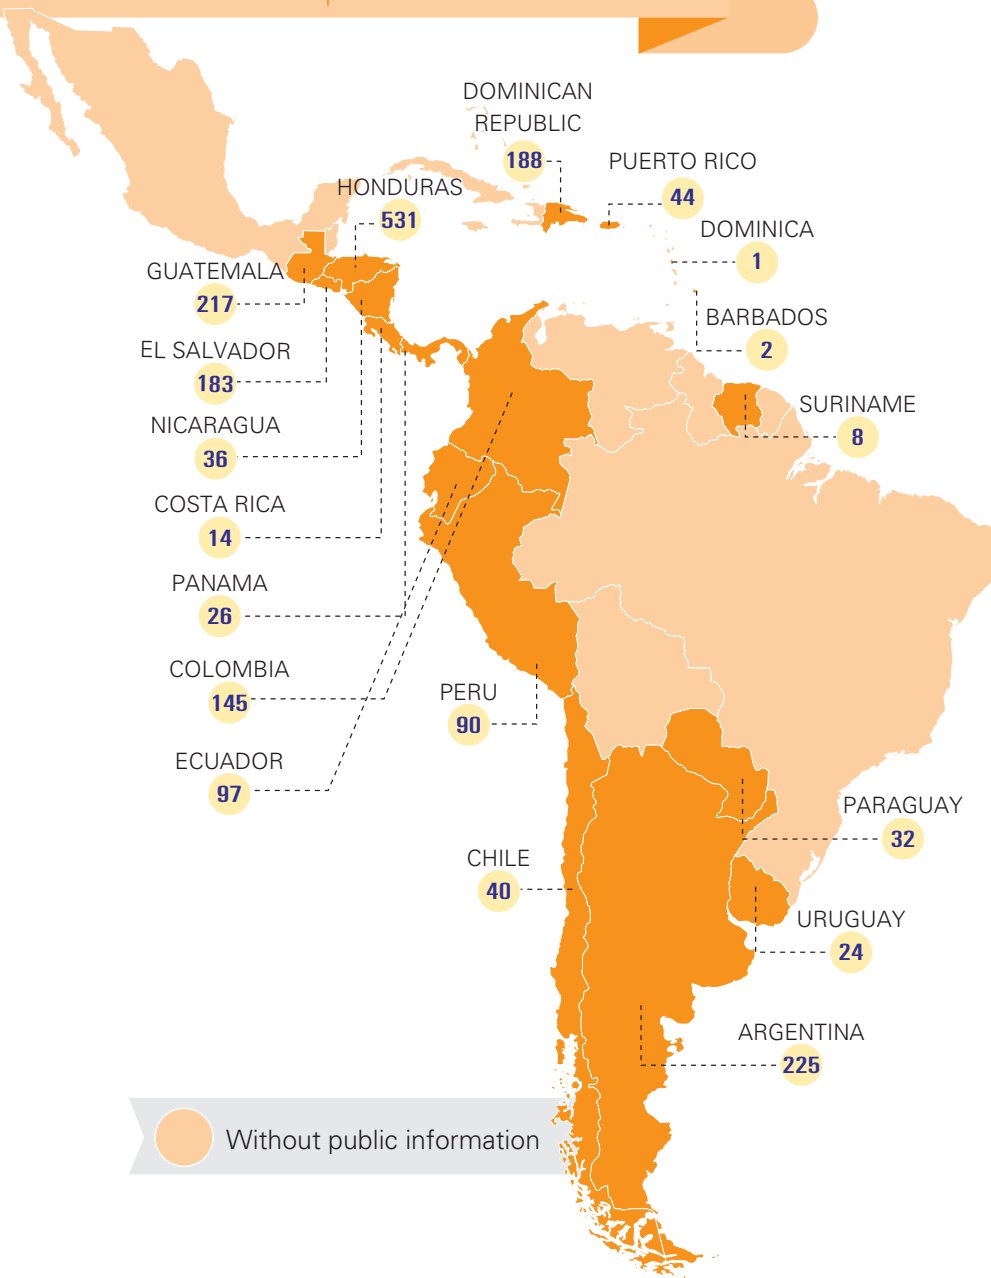 DOMINICAN
REPUBLIC
188
PUERTO RICO
44
HONDURAS
531
DOMINICA
1
GUATEMALA
217
BARBADOS
2
EL SALVADOR
183
SURINAME
8
NICARAGUA
36
COSTA RICA
14
PANAMA
26
COLOMBIA
145
PERU
90
ECUADOR
97
PARAGUAY
32
CHILE
40
URUGUAY
24
ARGENTINA
225
Without public information